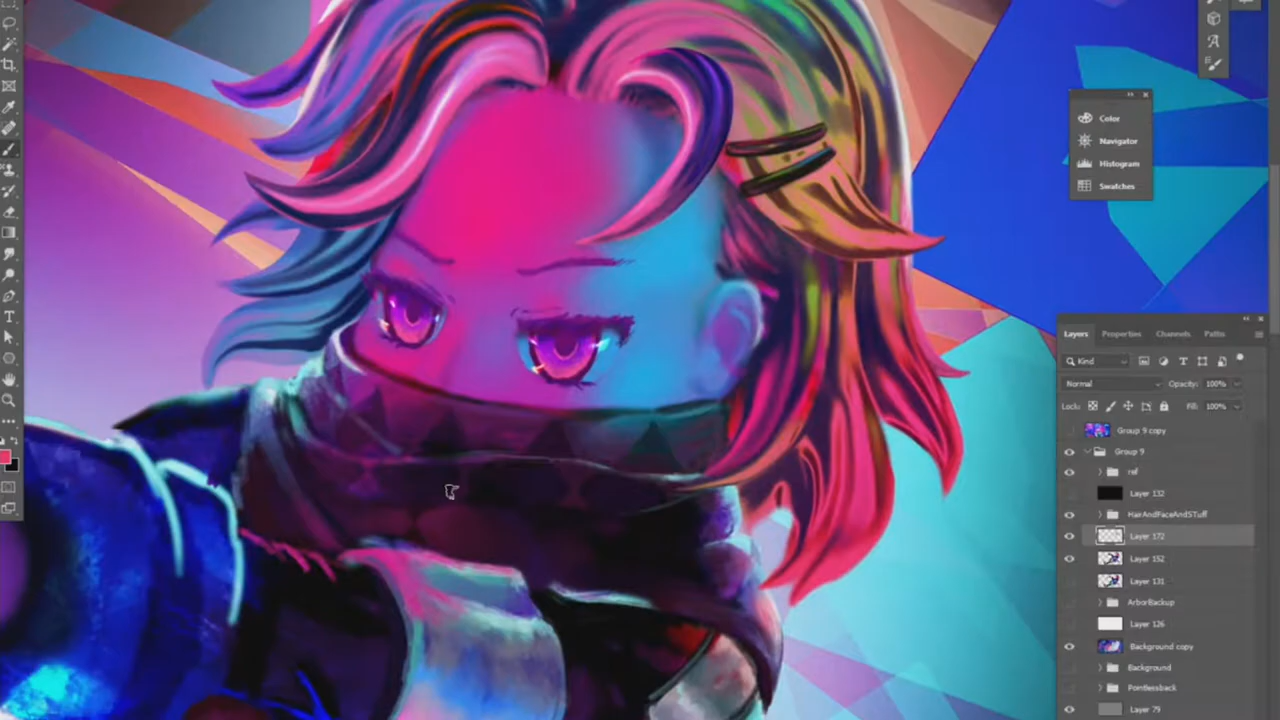 Color
Navigator
Histogram
Swatches
Layers Properties Channels Paths
Kind
Normal Opacity: 100%
Lock: Fill: 100%
Group 9 copy
Group 9
ref
Layer 132
HairAndFaceAndSTuff
Layer 172
Layer 152
Layer 131
ArborBackup
Layer 126
Background copy
Background
Pointlessback
Layer 79